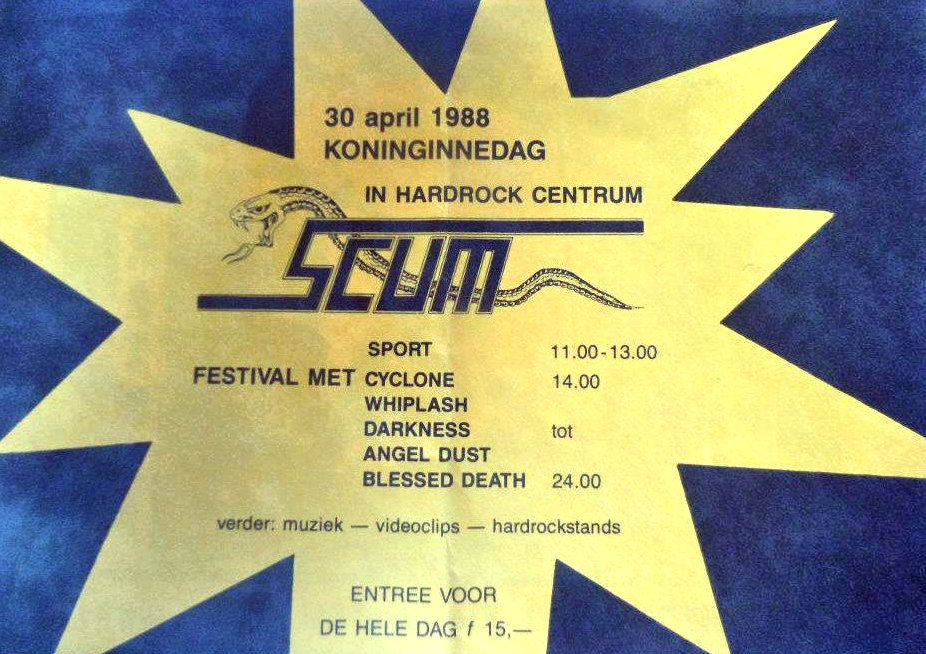 30 april 1988
KONINGINNEDAG
IN HARDROCK CENTRUM
SCUM
SPORT 11.00-13.00
FESTIVAL MET CYCLONE 14.00
WHIPLASH
DARKNESS tot
ANGEL DUST
BLESSED DEATH 24.00
verder: muziek — videoclips — hardrockstands
ENTREE VOOR
DE HELE DAG f 15,—